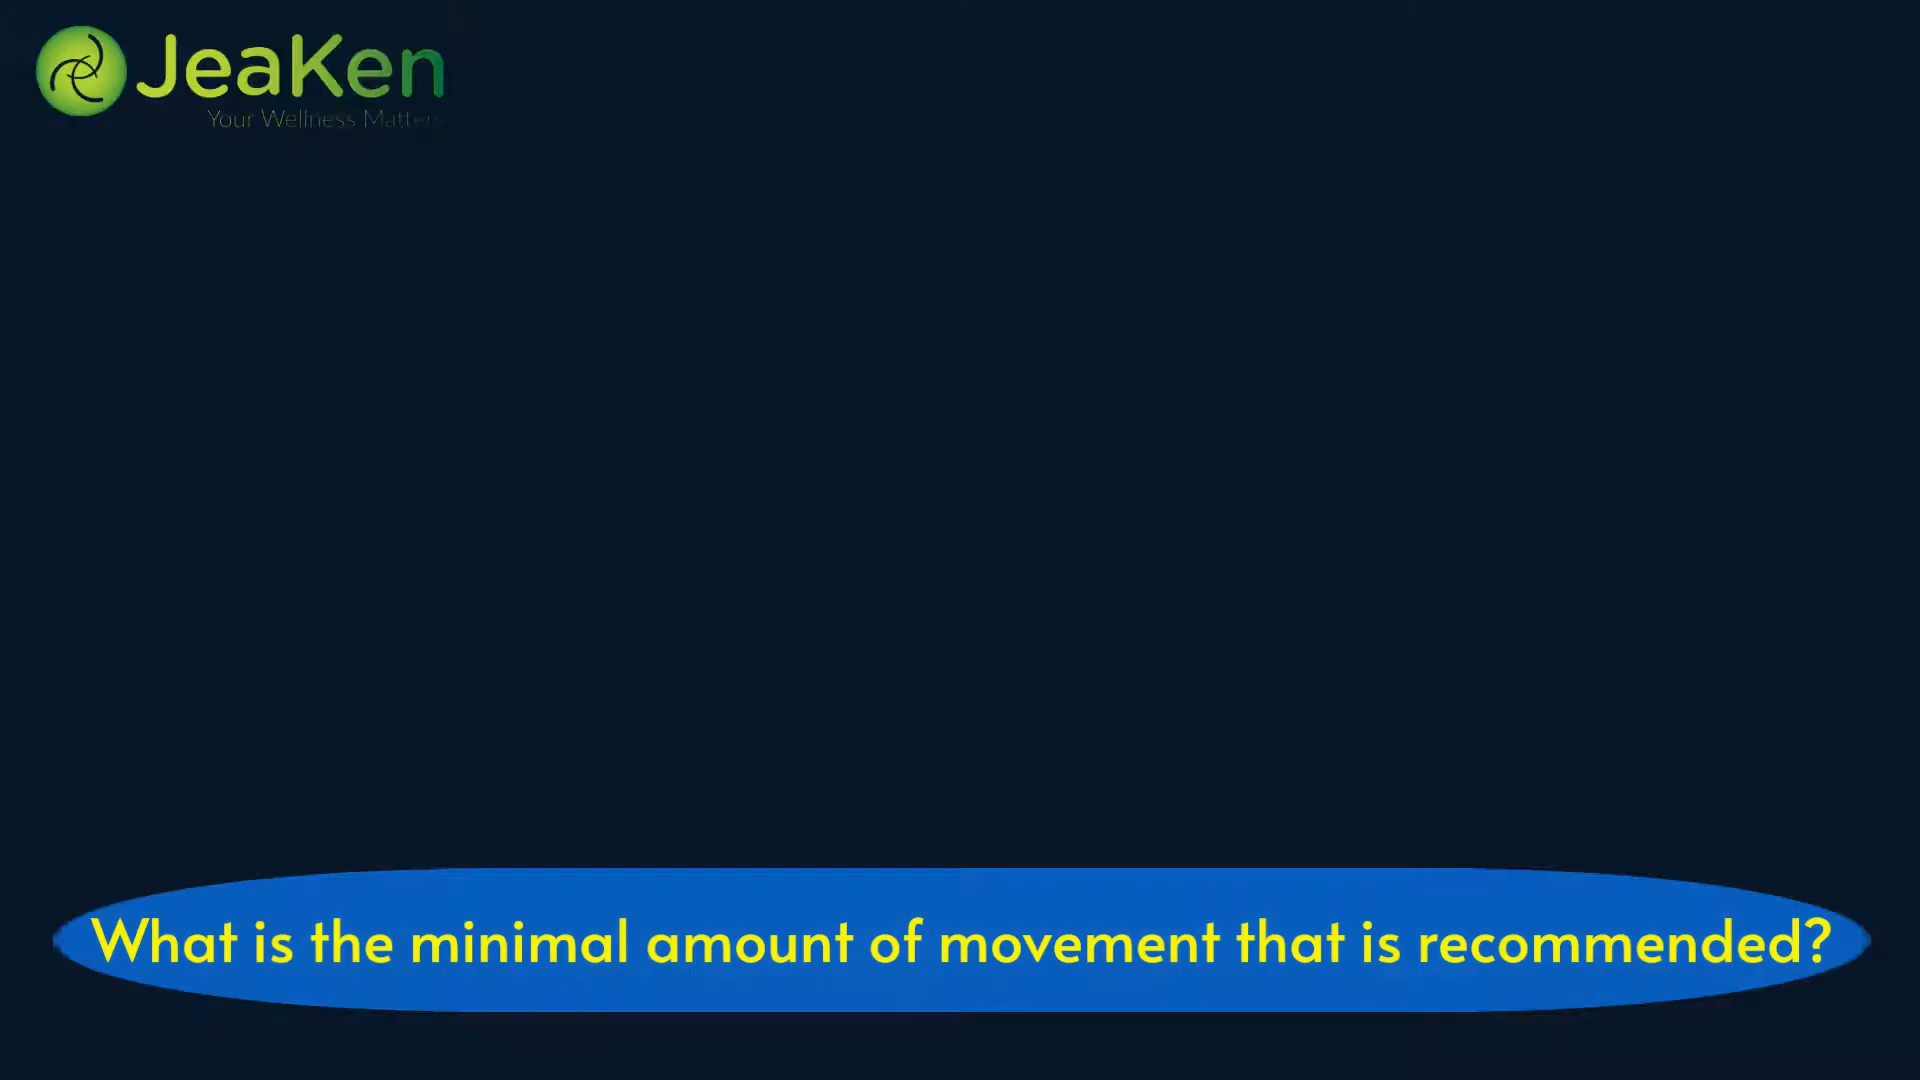 JeaKen
Your Wellness Matters
What is the minimal amount of movement that is recommended?